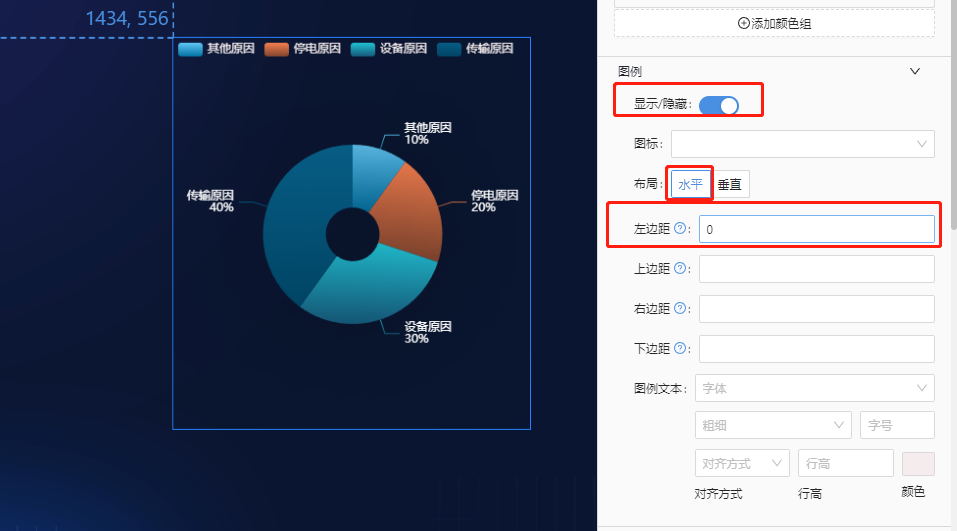 1434, 556
其他原因 停电原因 设备原因 传输原因
其他原因
10%
传输原因
40%
停电原因
20%
设备原因
30%
添加颜色组
图例
显示/隐藏:
图标:
布局: 水平 垂直
左边距 ?: 0
上边距 ?:
右边距 ?:
下边距 ?:
图例文本: 字体
粗细 字号
对齐方式 行高
对齐方式 行高 颜色